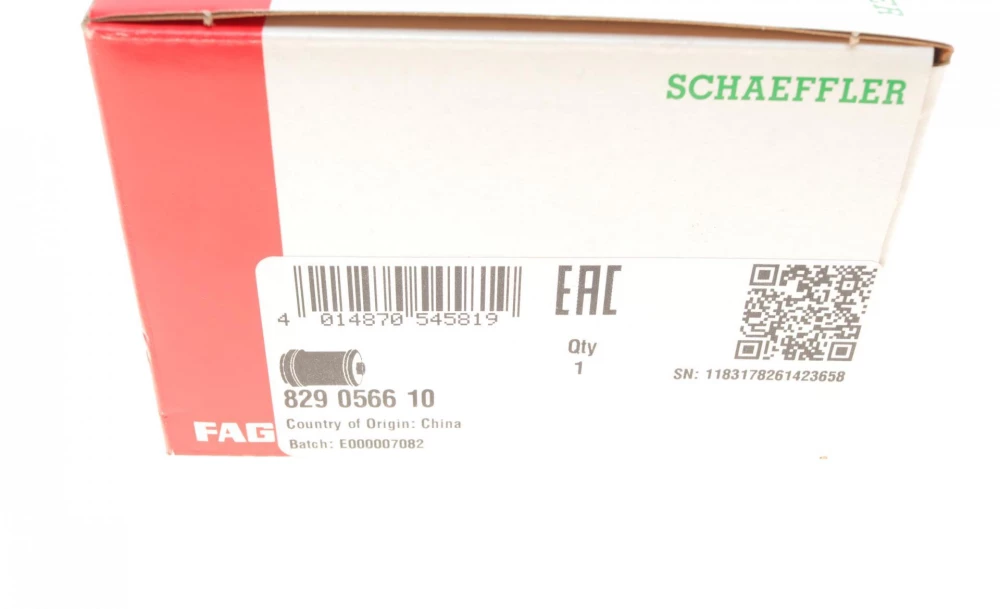 SCHAEFFLER
4 014870 545819
EAC
Qty
1
SN: 1183178261423658
829 0566 10
Country of Origin: China
Batch: E000007082
FAG